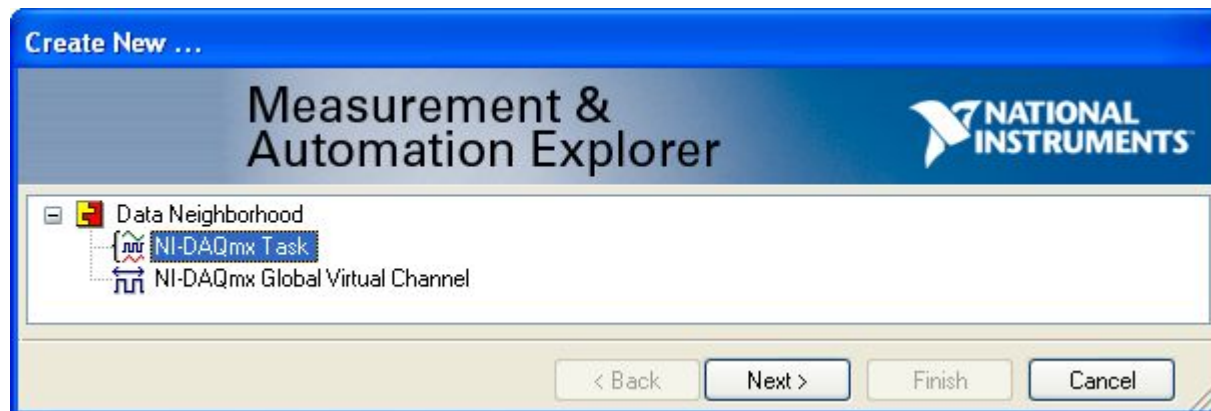 Create New ...
Measurement &
Automation Explorer
NATIONAL
INSTRUMENTS
Data Neighborhood
NI-DAQmx Task
NI-DAQmx Global Virtual Channel
< Back
Next >
Finish
Cancel